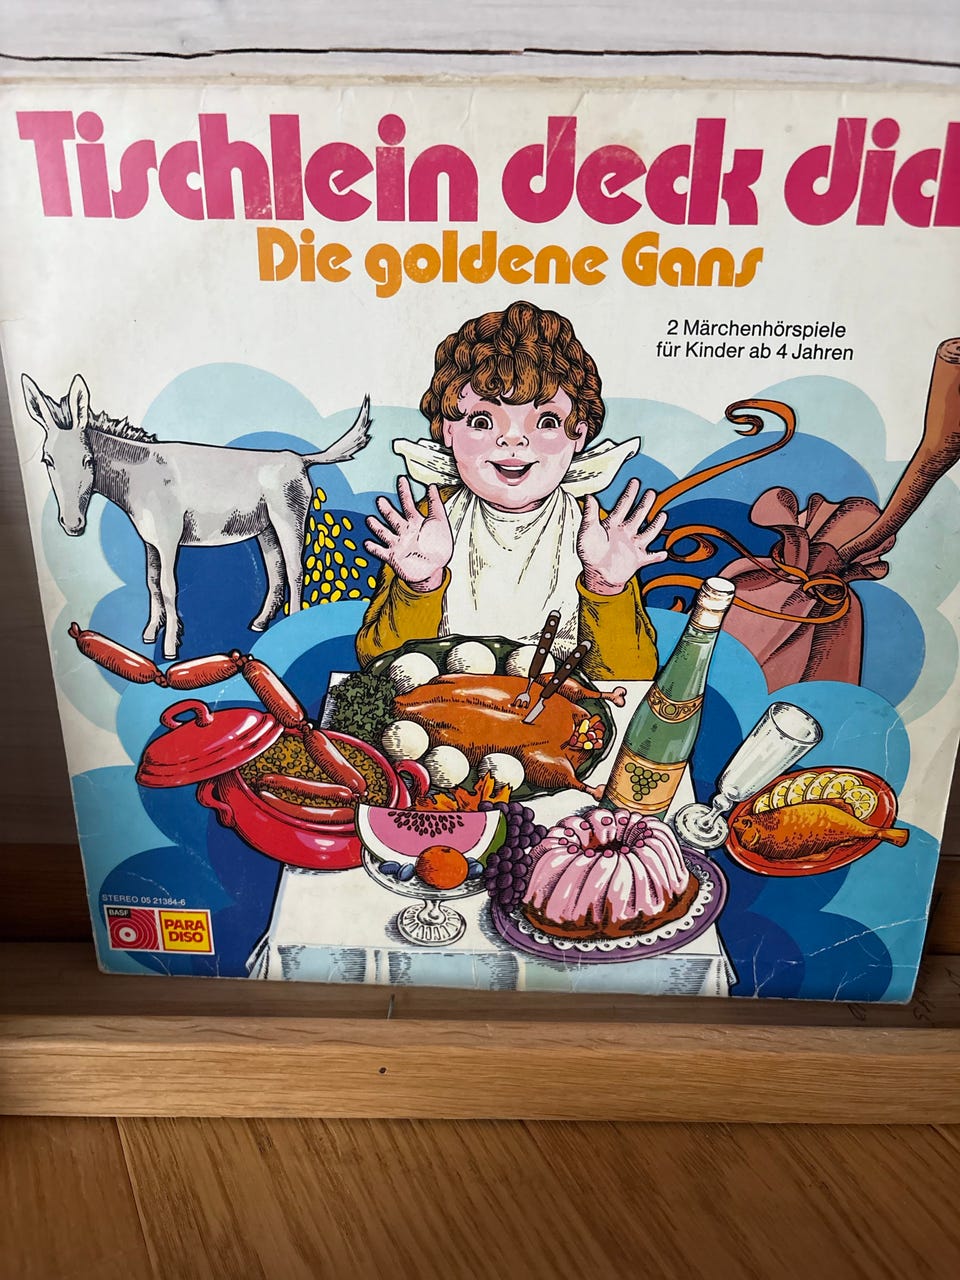 Tischlein deck dich
Die goldene Gans
2 Märchenhörspiele
für Kinder ab 4 Jahren
STEREO 05 21384-6
BASF
PARA
DISO